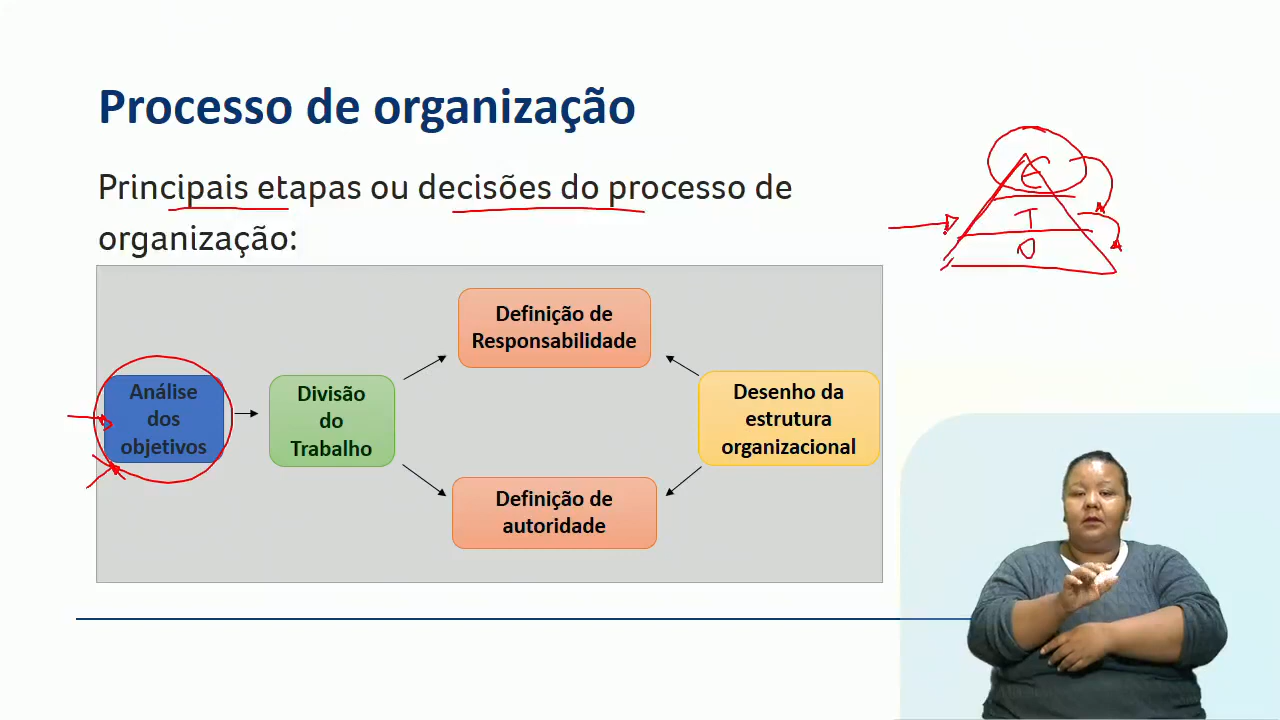 Processo de organização
Principais etapas ou decisões do processo de
organização:
E
T
O
Definição de
Responsabilidade
Análise
dos
objetivos
Divisão
do
Trabalho
Desenho da
estrutura
organizacional
Definição de
autoridade